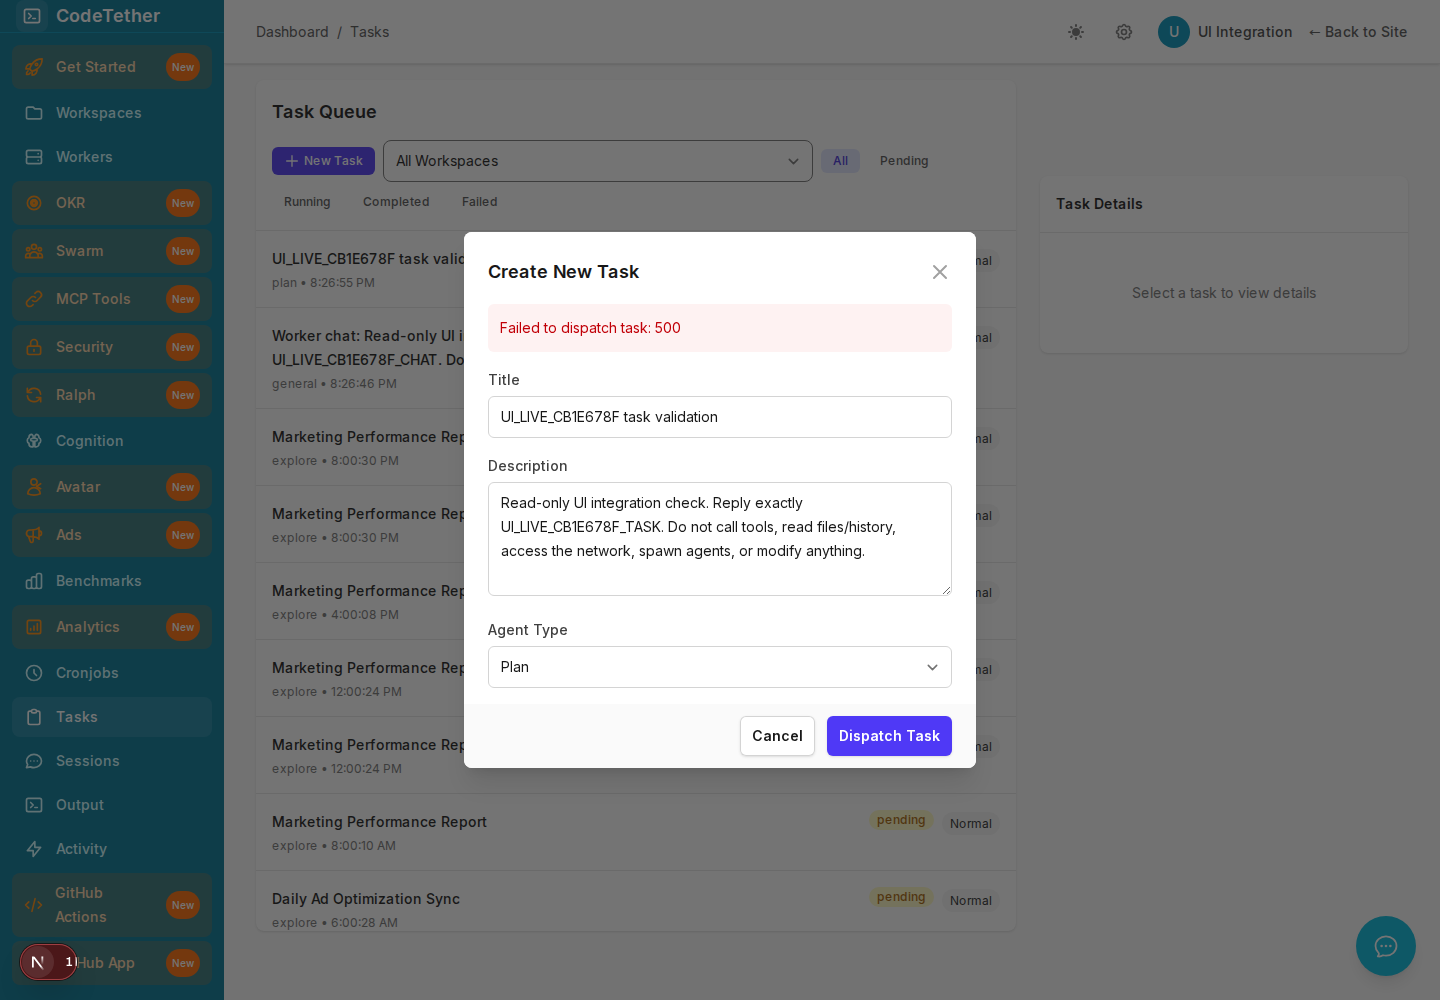 CodeTether
Get Started
New
Workspaces
Workers
OKR
New
Swarm
New
MCP Tools
New
Security
New
Ralph
New
Cognition
Avatar
New
Ads
New
Benchmarks
Analytics
New
Cronjobs
Tasks
Sessions
Output
Activity
GitHub
Actions
New
Hub App
New
N
Dashboard / Tasks
U
UI Integration
← Back to Site
Task Queue
New Task
All Workspaces
All
Pending
Running
Completed
Failed
UI_LIVE_CB1E678F task valid
plan • 8:26:55 PM
Worker chat: Read-only UI i
UI_LIVE_CB1E678F_CHAT. Do
general • 8:26:46 PM
Marketing Performance Rep
explore • 8:00:30 PM
Marketing Performance Rep
explore • 8:00:30 PM
Marketing Performance Rep
explore • 4:00:08 PM
Marketing Performance Rep
explore • 12:00:24 PM
Marketing Performance Rep
explore • 12:00:24 PM
Marketing Performance Report
pending
Normal
explore • 8:00:10 AM
Daily Ad Optimization Sync
pending
Normal
explore • 6:00:28 AM
Task Details
Select a task to view details
Create New Task
Failed to dispatch task: 500
Title
UI_LIVE_CB1E678F task validation
Description
Read-only UI integration check. Reply exactly
UI_LIVE_CB1E678F_TASK. Do not call tools, read files/history,
access the network, spawn agents, or modify anything.
Agent Type
Plan
Cancel
Dispatch Task